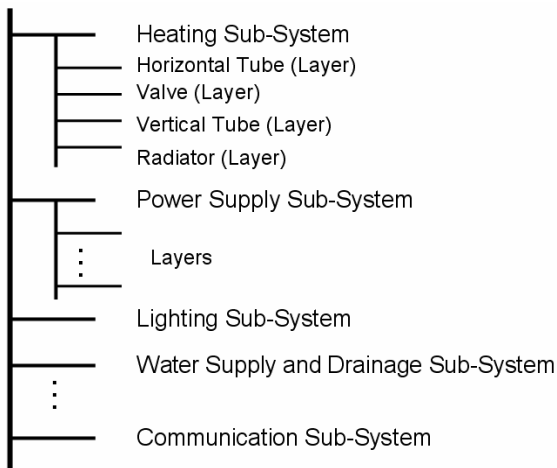 Heating Sub-System
Horizontal Tube (Layer)
Valve (Layer)
Vertical Tube (Layer)
Radiator (Layer)
Power Supply Sub-System
Layers
Lighting Sub-System
Water Supply and Drainage Sub-System
Communication Sub-System